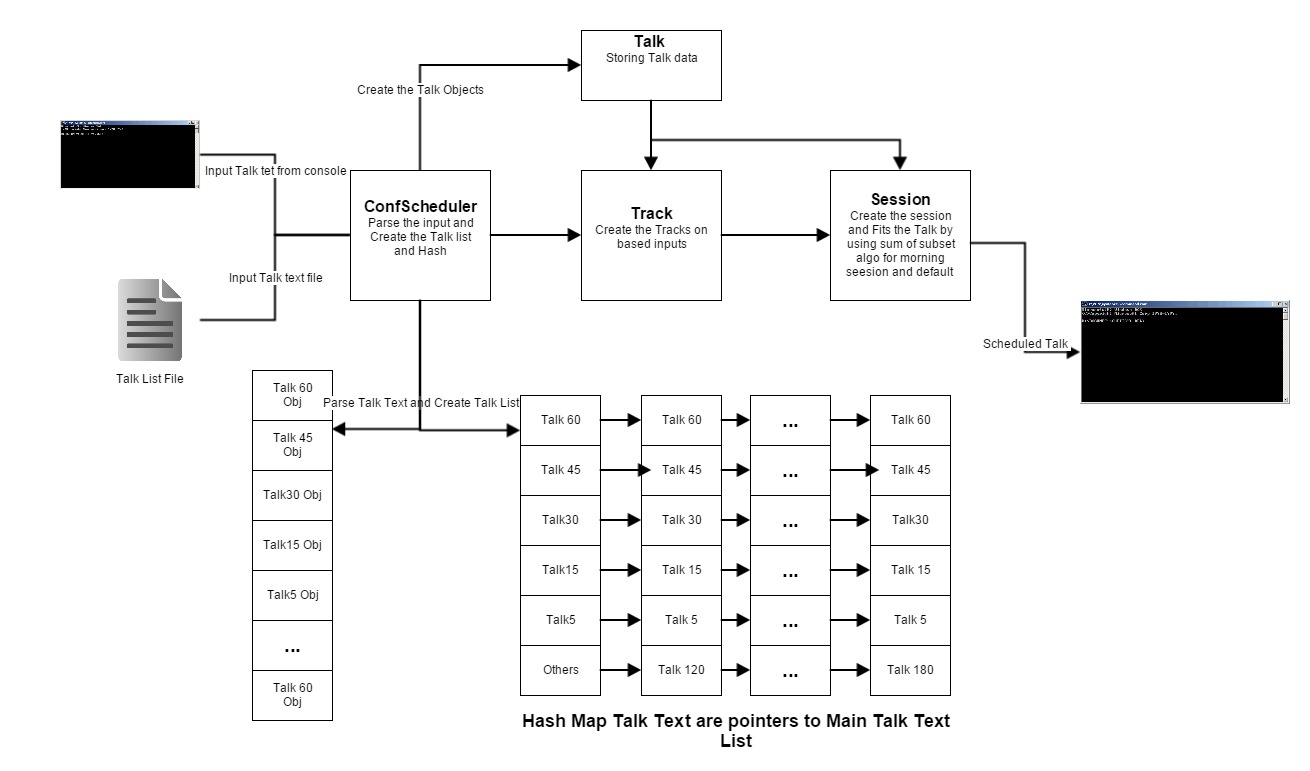 Talk
Storing Talk data
Create the Talk Objects
Input Talk tet from console
ConfScheduler
Parse the input and
Create the Talk list
and Hash
Track
Create the Tracks on
based inputs
Session
Create the session
and Fits the Talk by
using sum of subset
algo for morning
seesion and default
Input Talk text file
Talk List File
Scheduled Talk
Parse Talk Text and Create Talk List
Talk 60
Obj
Talk 45
Obj
Talk30 Obj
Talk15 Obj
Talk5 Obj
...
Talk 60
Obj
Talk 60 Talk 60 ... Talk 60
Talk 45 Talk 45 ... Talk 45
Talk30 Talk 30 ... Talk30
Talk15 Talk 15 ... Talk 15
Talk5 Talk 5 ... Talk 5
Others Talk 120 ... Talk 180
Hash Map Talk Text are pointers to Main Talk Text
List